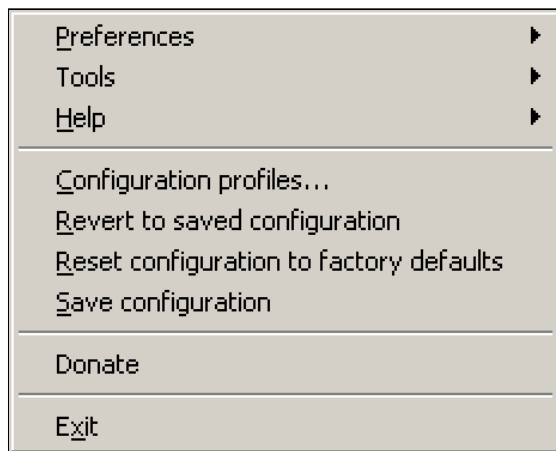 Preferences
Tools
Help
Configuration profiles...
Revert to saved configuration
Reset configuration to factory defaults
Save configuration
Donate
Exit